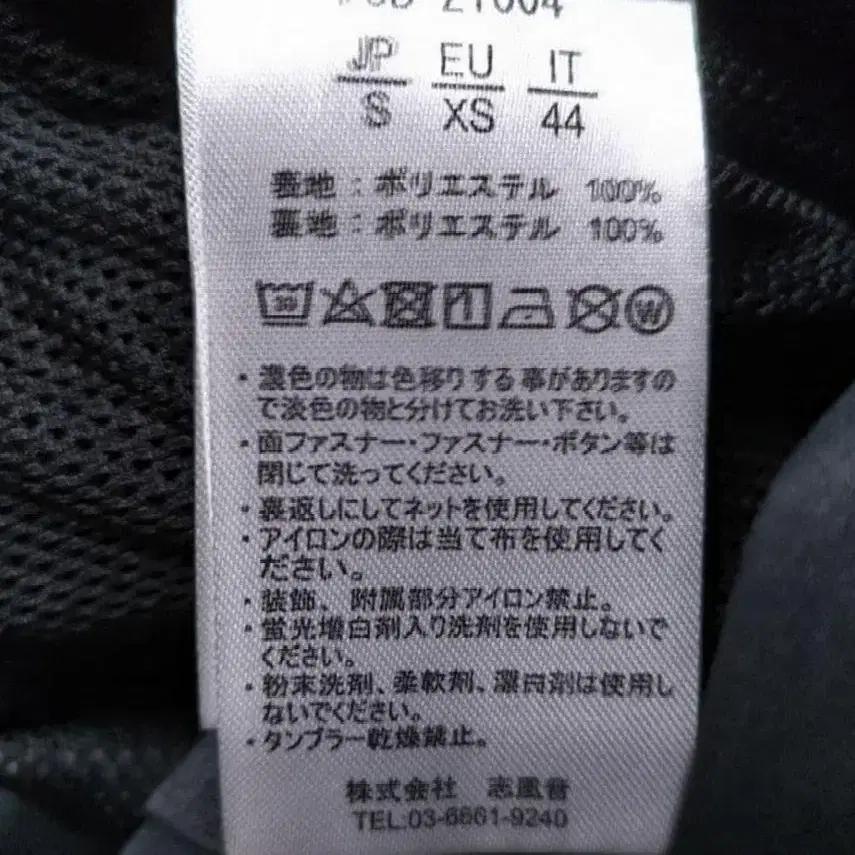 JP EU IT
S XS 44
表地：ポリエステル 100%
裏地：ポリエステル 100%
30 W
・濃色の物は色移りする事がありますの
で淡色の物と分けてお洗い下さい。
・面ファスナー・ファスナー・ボタン等は
閉じて洗ってください。
・裏返しにしてネットを使用してください。
・アイロンの際は当て布を使用してく
ださい。
・装飾、附属部分アイロン禁止。
・蛍光増白剤入り洗剤を使用しないで
ください。
・粉末洗剤、柔軟剤、漂白剤は使用し
ないでください。
・タンブラー乾燥禁止。
株式会社 志風音
TEL:03-6661-9240